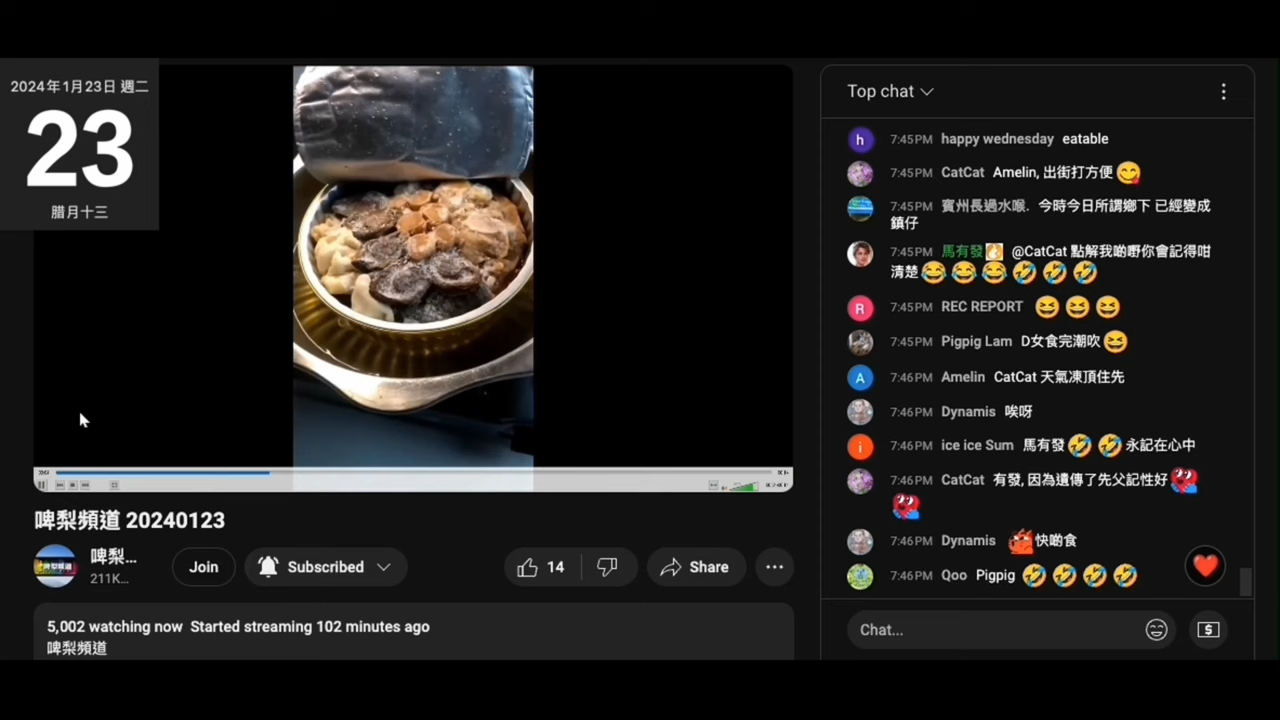 2024年1月23日 週二
23
腊月十三
啤梨頻道 20240123
啤梨...
211K...
Join
Subscribed
14
Share
5,002 watching now Started streaming 102 minutes ago
啤梨頻道
Top chat
h 7:45PM happy wednesday eatable
7:45PM CatCat Amelin, 出街打方便😋
7:45PM 賓州長過水喉. 今時今日所謂鄉下 已經變成
鎮仔
7:45PM 馬有發 @CatCat 點解我啲嘢你會記得咁
清楚😂😂😂🤣🤣🤣
R 7:45PM REC REPORT 😆😆😆
7:45PM Pigpig Lam D女食完潮吹😆
A 7:46PM Amelin CatCat 天氣凍頂住先
7:46PM Dynamis 唉呀
i 7:46PM ice ice Sum 馬有發🤣🤣永記在心中
7:46PM CatCat 有發, 因為遺傳了先父記性好
7:46PM Dynamis 快啲食
7:46PM Qoo Pigpig 🤣🤣🤣🤣
Chat...